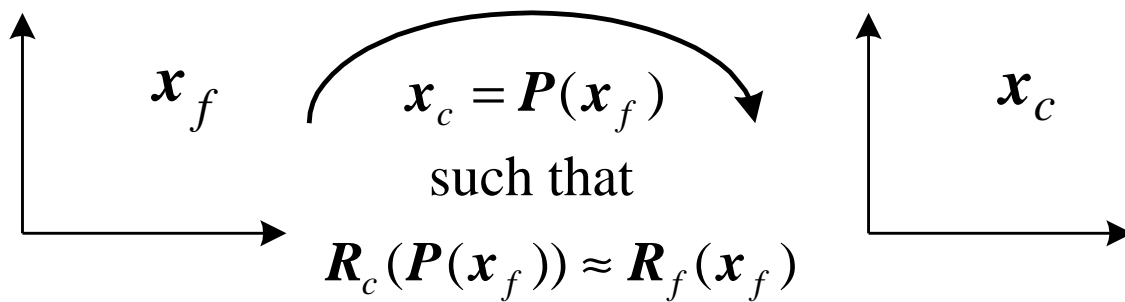 x_f
x_c = P(x_f)
x_c
such that
R_c(P(x_f)) ≈ R_f(x_f)